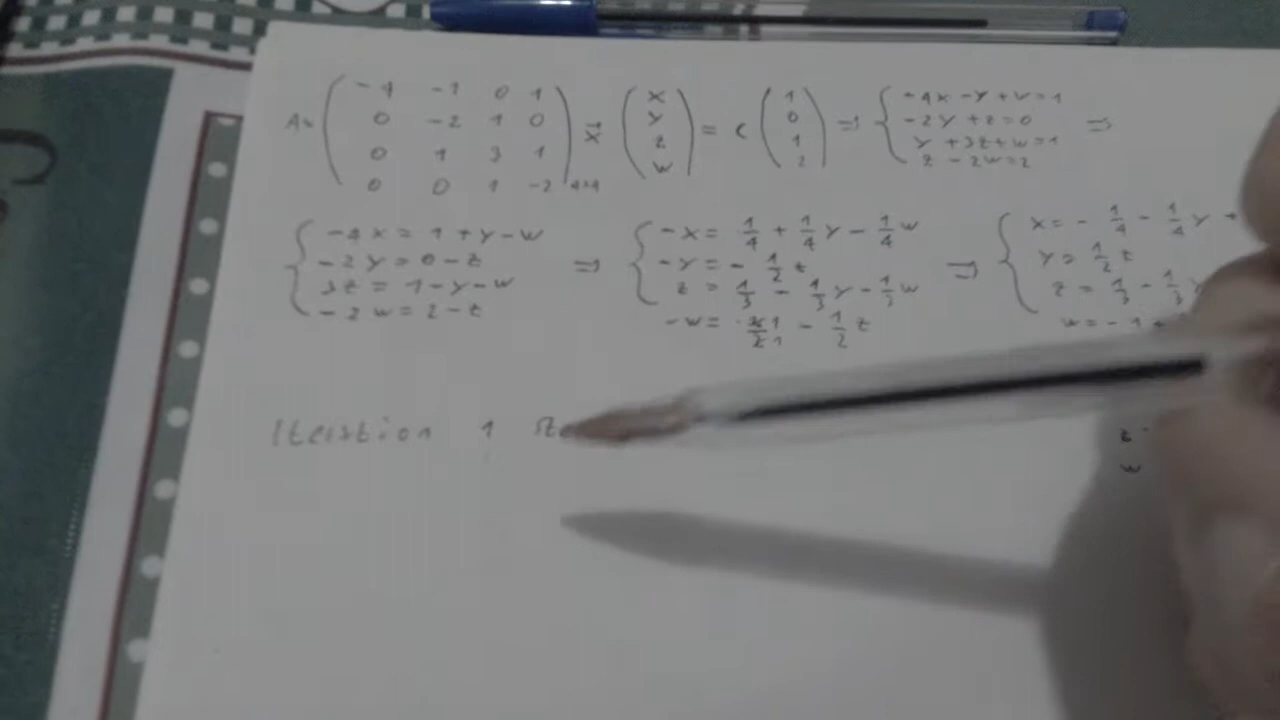 A= ( -4 -1 0 1 ) ( x ) = c ( 1 ) ⇒ { -4x -y +w=1 ⇒
0 -2 1 0 y 0 -2y +z=0
0 1 3 1 z 1 y +3z+w=1
0 0 1 -2 4x4 w 2 z -2w=2
{ -4x = 1+y-w ⇒ { -x= 1/4 + 1/4 y - 1/4 w ⇒ { x= - 1/4 - 1/4 y +
-2y = 0-z -y = - 1/2 z y= 1/2 z
3z = 1-y-w z = 1/3 - 1/3 y - 1/3 w z = 1/3 - 1/3 y
-2w=2-z -w= 1 - 1/2 z w= -1
Iteration 1
z
w